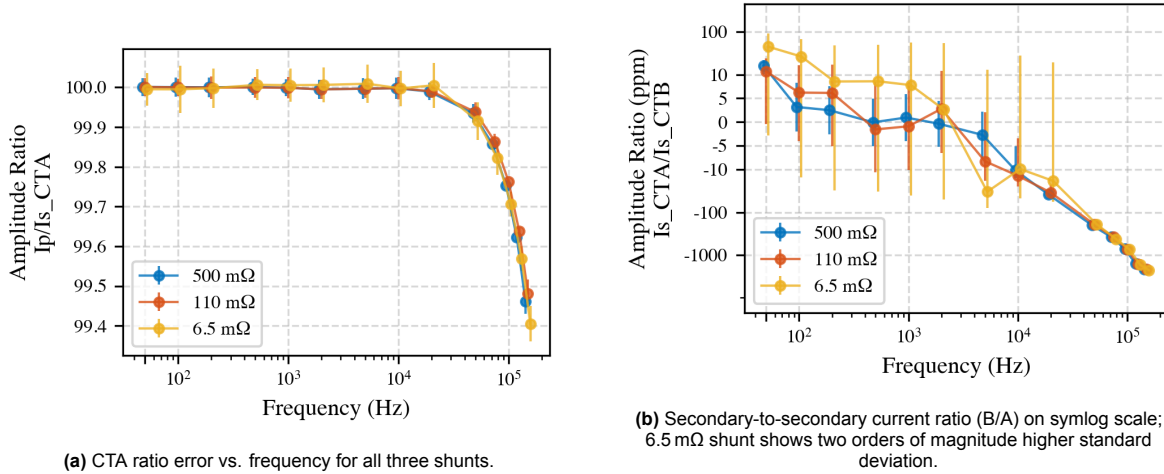 100.0
99.9
99.8
99.7
99.6
99.5
99.4
Amplitude Ratio
Ip/Is_CTA
500 mΩ
110 mΩ
6.5 mΩ
10²
10³
10⁴
10⁵
Frequency (Hz)
(a) CTA ratio error vs. frequency for all three shunts.
100
10
5
0
-5
-10
-100
-1000
Amplitude Ratio (ppm)
Is_CTA/Is_CTB
500 mΩ
110 mΩ
6.5 mΩ
10²
10³
10⁴
10⁵
Frequency (Hz)
(b) Secondary-to-secondary current ratio (B/A) on symlog scale;
6.5 mΩ shunt shows two orders of magnitude higher standard
deviation.